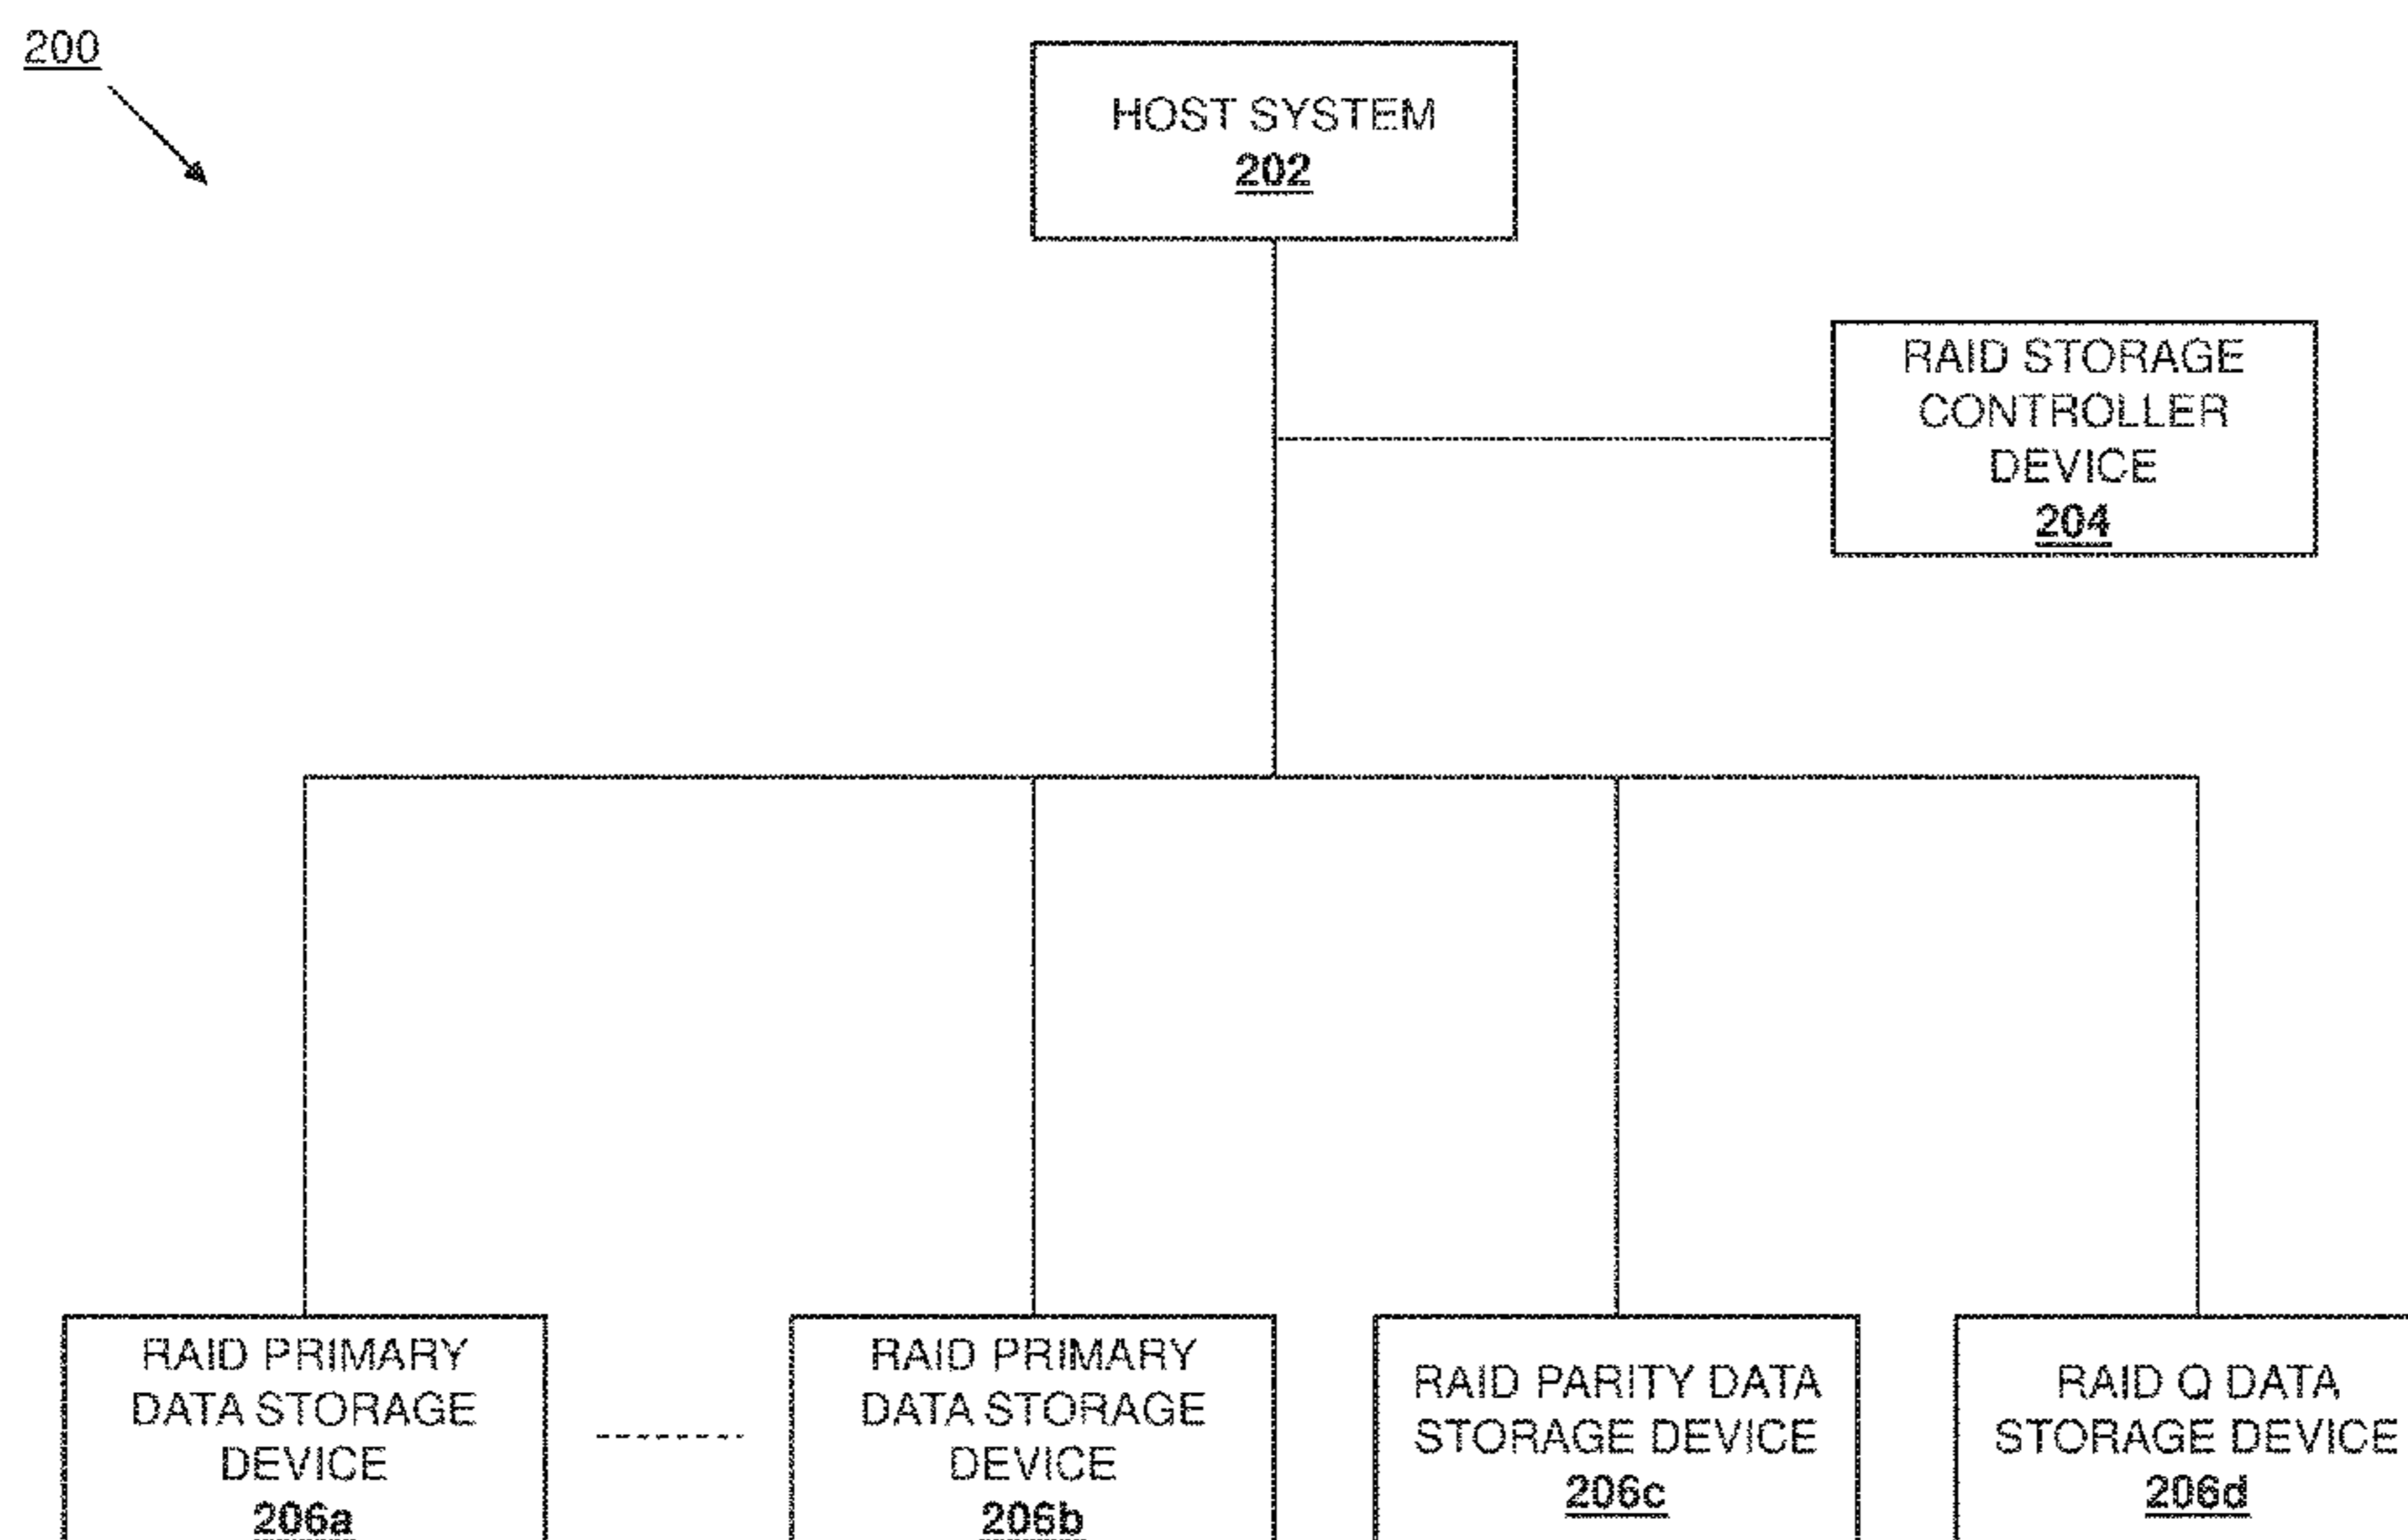 200
HOST SYSTEM
202
RAID STORAGE
CONTROLLER
DEVICE
204
RAID PRIMARY
DATA STORAGE
DEVICE
206a
RAID PRIMARY
DATA STORAGE
DEVICE
206b
RAID PARITY DATA
STORAGE DEVICE
206c
RAID Q DATA
STORAGE DEVICE
206d